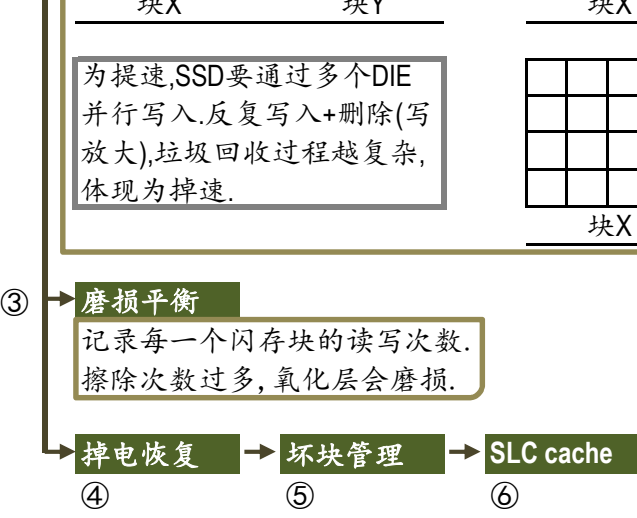 块X 块Y 块X
为提速,SSD要通过多个DIE
并行写入.反复写入+删除(写
放大),垃圾回收过程越复杂,
体现为掉速.
块X
③ 磨损平衡
记录每一个闪存块的读写次数.
擦除次数过多,氧化层会磨损.
掉电恢复 坏块管理 SLC cache
④ ⑤ ⑥